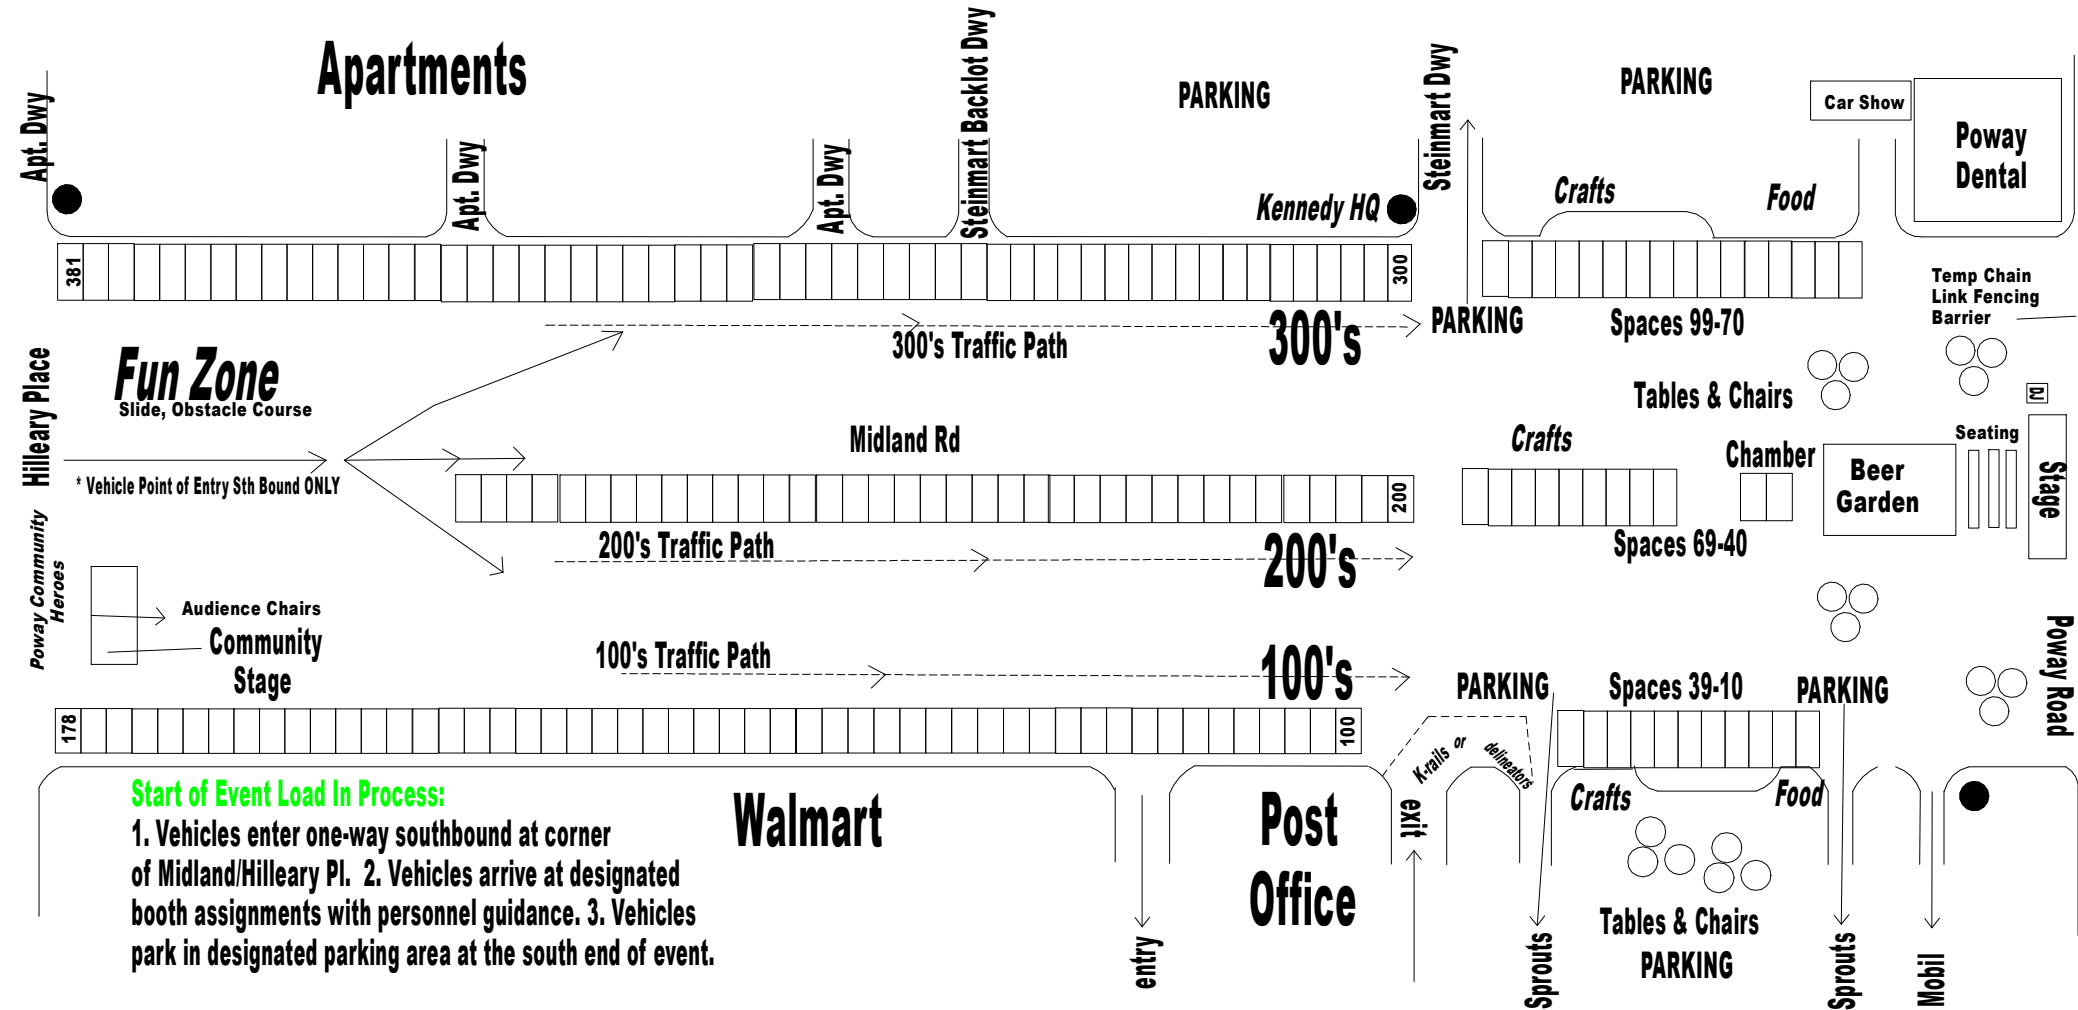 Apartments
Apt. Dwy
Apt. Dwy
Apt. Dwy
Steinmart Backlot Dwy
PARKING
Steinmart Dwy
PARKING
Car Show
Poway
Dental
Kennedy HQ
Crafts
Food
381
300
PARKING
Spaces 99-70
Temp Chain
Link Fencing
Barrier
300's
300's Traffic Path
Hilleary Place
Fun Zone
Slide, Obstacle Course
Tables & Chairs
DJ
Midland Rd
Crafts
Chamber
Beer
Garden
Seating
Stage
* Vehicle Point of Entry Sth Bound ONLY
200
Spaces 69-40
200's Traffic Path
200's
Poway Community
Heroes
Audience Chairs
Community
Stage
100's Traffic Path
100's
PARKING
Spaces 39-10
PARKING
Poway Road
178
100
K-rails or delineators
exit
Crafts
Food
Start of Event Load In Process:
1. Vehicles enter one-way southbound at corner
of Midland/Hilleary Pl. 2. Vehicles arrive at designated
booth assignments with personnel guidance. 3. Vehicles
park in designated parking area at the south end of event.
Walmart
Post
Office
entry
Sprouts
Tables & Chairs
PARKING
Sprouts
Mobil